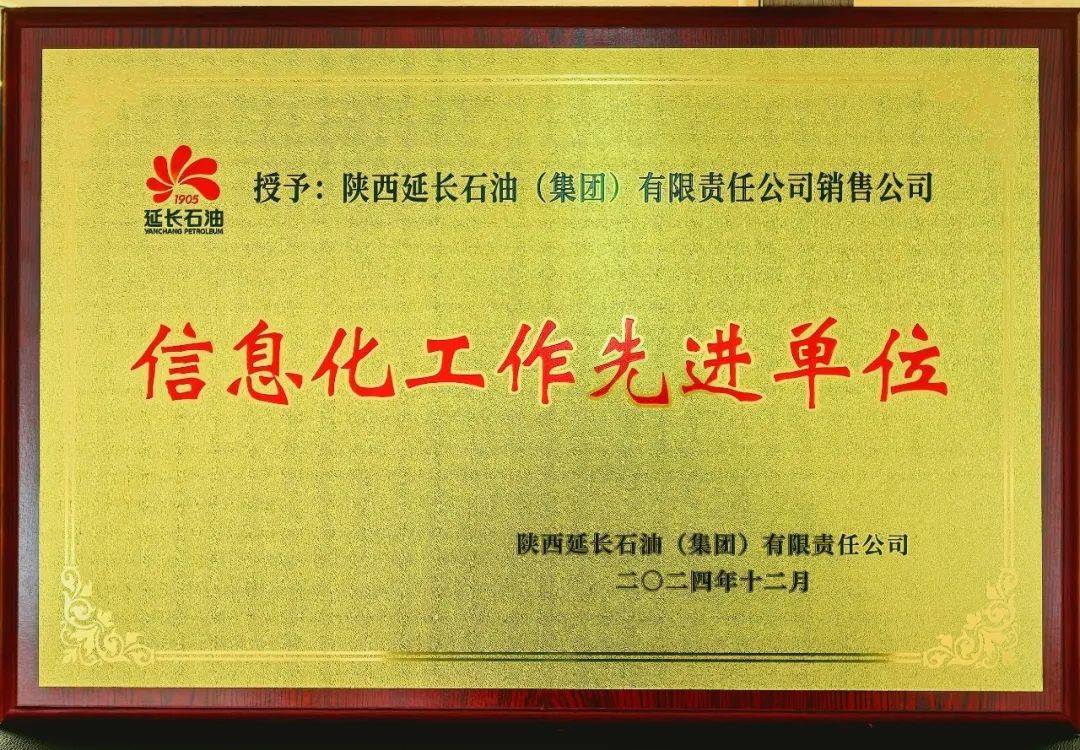 1905
延长石油
YANCHANG PETROLEUM
授予：陕西延长石油（集团）有限责任公司销售公司
信息化工作先进单位
陕西延长石油（集团）有限责任公司
二〇二四年十二月